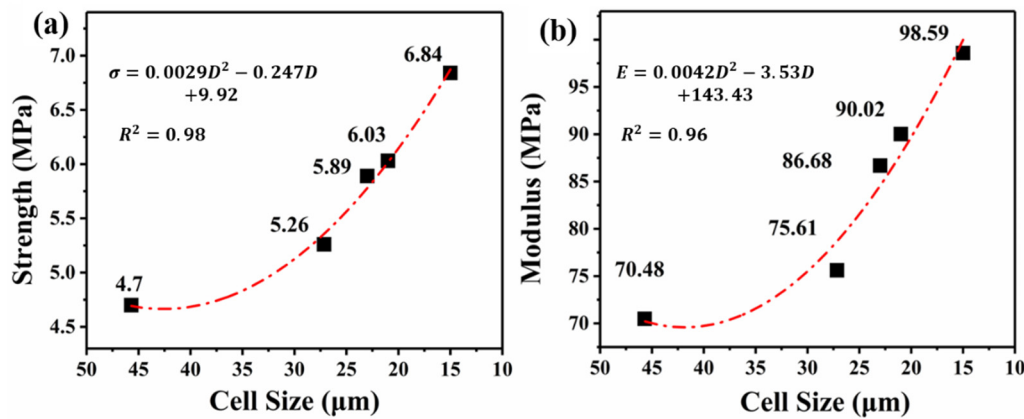 (a)
6.84
σ = 0.0029D² − 0.247D
+9.92
R² = 0.98
6.03
5.89
5.26
4.7
7.0
6.5
6.0
5.5
5.0
4.5
Strength (MPa)
50 45 40 35 30 25 20 15 10
Cell Size (μm)
(b)
98.59
E = 0.0042D² − 3.53D
+143.43
R² = 0.96
90.02
86.68
75.61
70.48
95
90
85
80
75
70
Modulus (MPa)
50 45 40 35 30 25 20 15 10
Cell Size (μm)